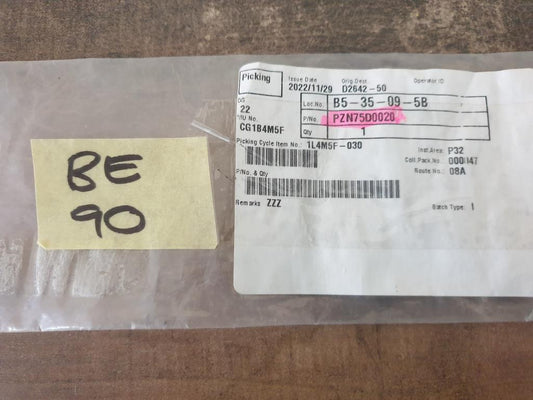 BE
90
Picking
Issue Date
2022/11/29
Orig.Dest.
D2642-50
Operator.ID
22
Loc.No. B5-35-09-5B
P/No. PZN75D0020
Qty 1
CG1B4M5F
Picking Cycle Item No.: 1L4M5F-030
P/No. & Qty
Inst.Area: P32
Coll.Pack.No.
Route No.: 08A
Remarks ZZZ
Batch Type: I